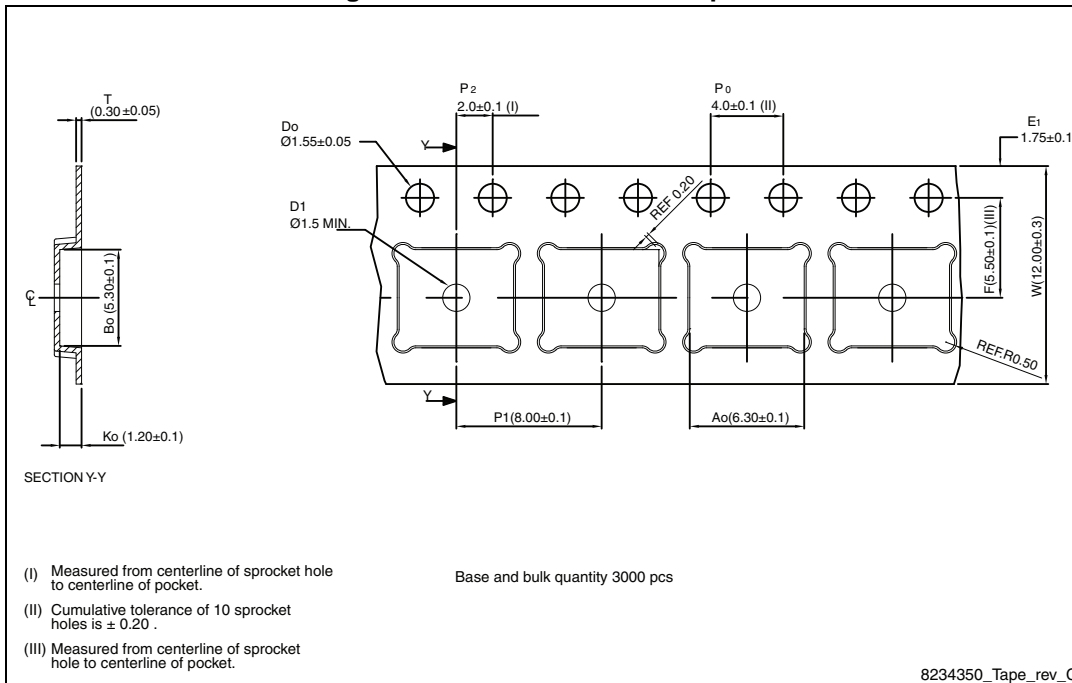 T
(0.30±0.05)
P2
2.0±0.1 (I)
P0
4.0±0.1 (II)
Do
Ø1.55±0.05
E1
1.75±0.1
Y
D1
Ø1.5 MIN.
REF 0.20
F(5.50±0.1)(III)
W(12.00±0.3)
Bo (5.30±0.1)
CL
REF.R0.50
Y
P1(8.00±0.1)
Ao(6.30±0.1)
Ko (1.20±0.1)
SECTION Y-Y
(I) Measured from centerline of sprocket hole
to centerline of pocket.
Base and bulk quantity 3000 pcs
(II) Cumulative tolerance of 10 sprocket
holes is ± 0.20 .
(III) Measured from centerline of sprocket
hole to centerline of pocket.
8234350_Tape_rev_C